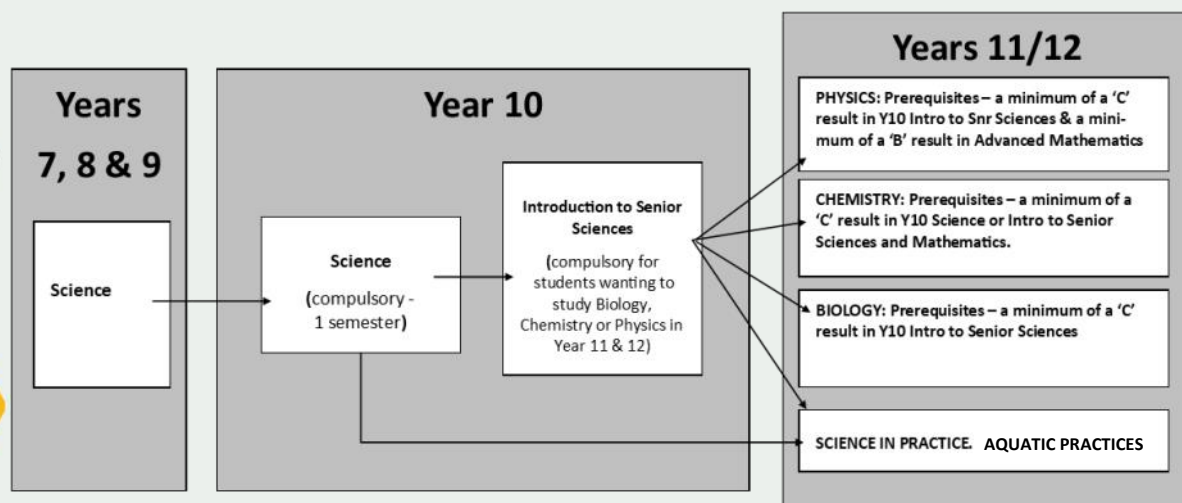 Years
7, 8 & 9
Science
Year 10
Science
(compulsory -
1 semester)
Introduction to Senior
Sciences
(compulsory for
students wanting to
study Biology,
Chemistry or Physics in
Year 11 & 12)
Years 11/12
PHYSICS: Prerequisites – a minimum of a ‘C’
result in Y10 Intro to Snr Sciences & a mini-
mum of a ‘B’ result in Advanced Mathematics
CHEMISTRY: Prerequisites – a minimum of a
‘C’ result in Y10 Science or Intro to Senior
Sciences and Mathematics.
BIOLOGY: Prerequisites – a minimum of a ‘C’
result in Y10 Intro to Senior Sciences
SCIENCE IN PRACTICE. AQUATIC PRACTICES